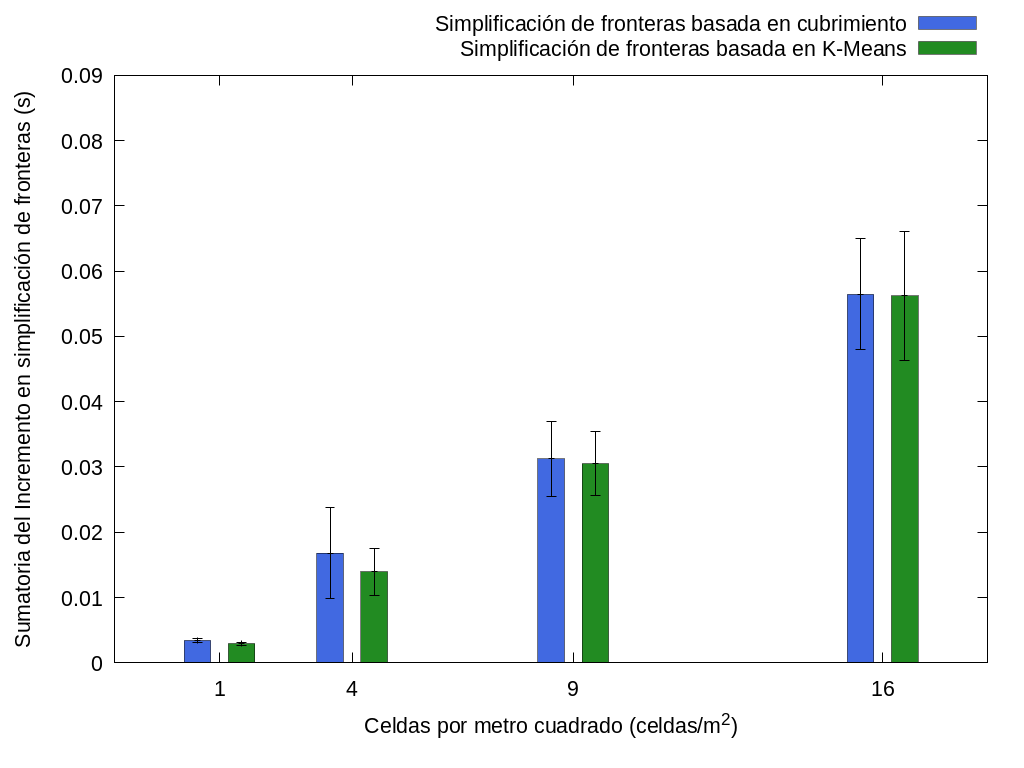 Simplificación de fronteras basada en cubrimiento
Simplificación de fronteras basada en K-Means
Sumatoria del Incremento en simplificación de fronteras (s)
0.09
0.08
0.07
0.06
0.05
0.04
0.03
0.02
0.01
0
1 4 9 16
Celdas por metro cuadrado (celdas/m²)